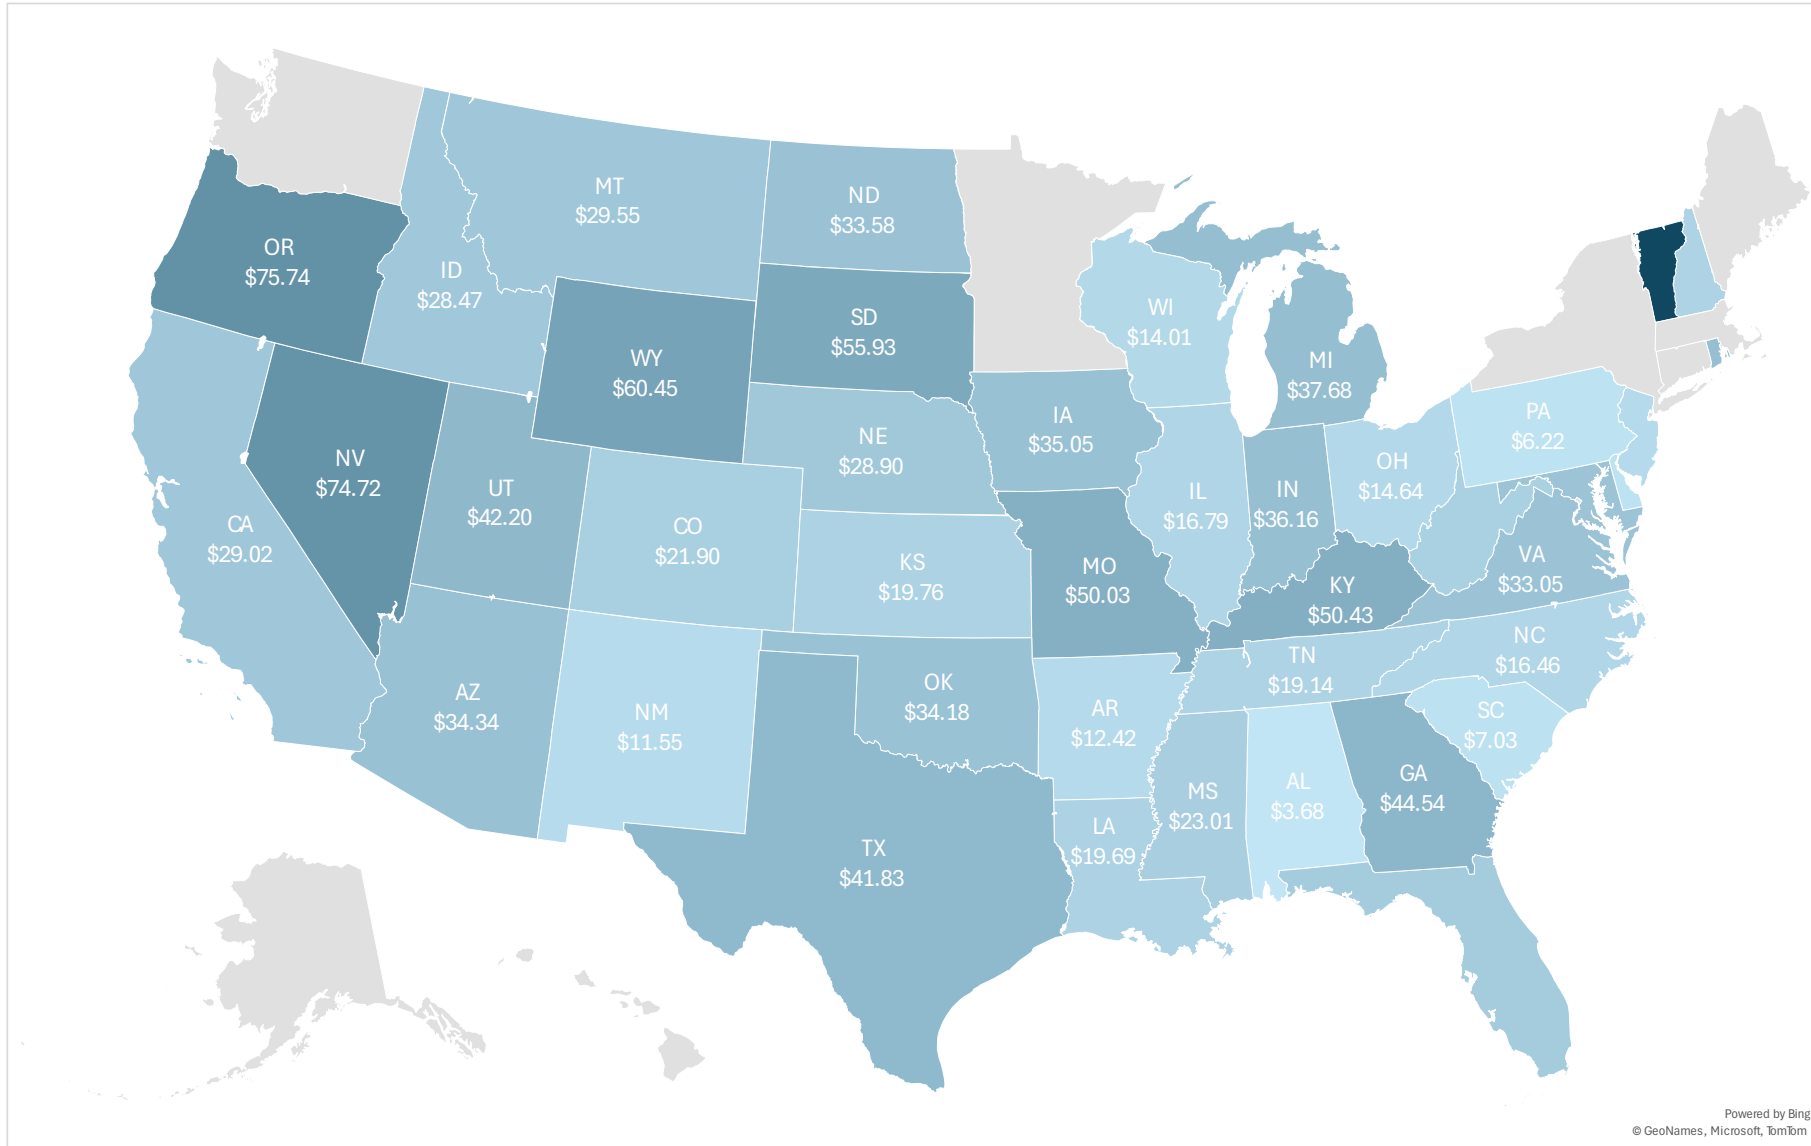 MT
$29.55
ND
$33.58
OR
$75.74
ID
$28.47
SD
$55.93
WI
$14.01
WY
$60.45
MI
$37.68
IA
$35.05
PA
$6.22
NE
$28.90
NV
$74.72
UT
$42.20
OH
$14.64
IL
$16.79
IN
$36.16
CA
$29.02
CO
$21.90
KS
$19.76
MO
$50.03
VA
$33.05
KY
$50.43
NC
$16.46
TN
$19.14
AZ
$34.34
OK
$34.18
NM
$11.55
AR
$12.42
SC
$7.03
MS
$23.01
AL
$3.68
GA
$44.54
LA
$19.69
TX
$41.83
Powered by Bing
© GeoNames, Microsoft, TomTom